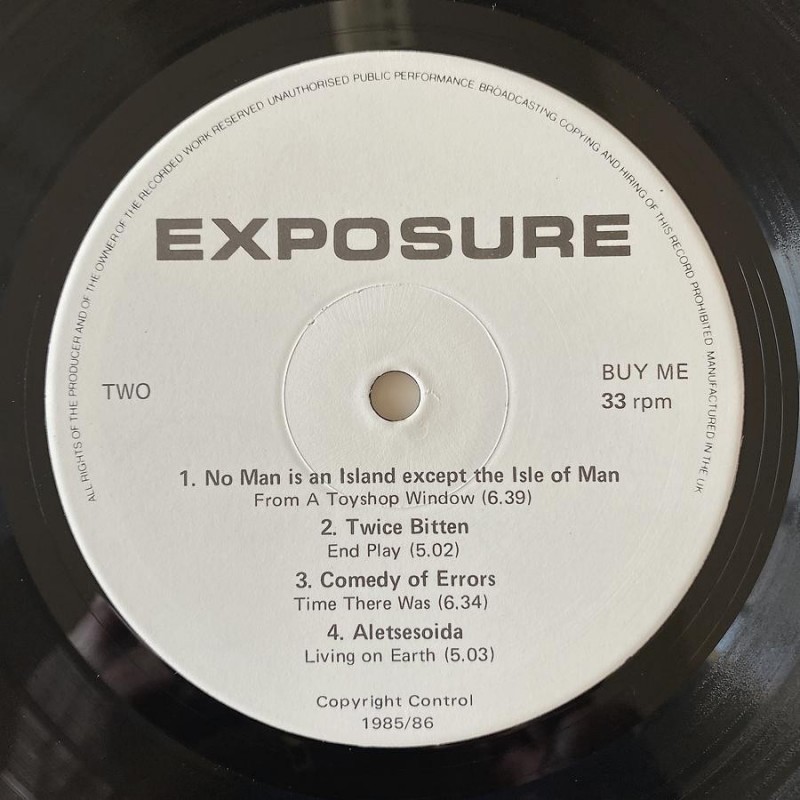 ALL RIGHTS OF THE PRODUCER AND OF THE OWNER OF THE RECORDED WORK RESERVED UNAUTHORISED PUBLIC PERFORMANCE BROADCASTING COPYING AND HIRING OF THIS RECORD PROHIBITED MANUFACTURED IN THE UK
EXPOSURE
TWO
BUY ME
33 rpm
1. No Man is an Island except the Isle of Man
From A Toyshop Window (6.39)
2. Twice Bitten
End Play (5.02)
3. Comedy of Errors
Time There Was (6.34)
4. Aletsesoida
Living on Earth (5.03)
Copyright Control
1985/86